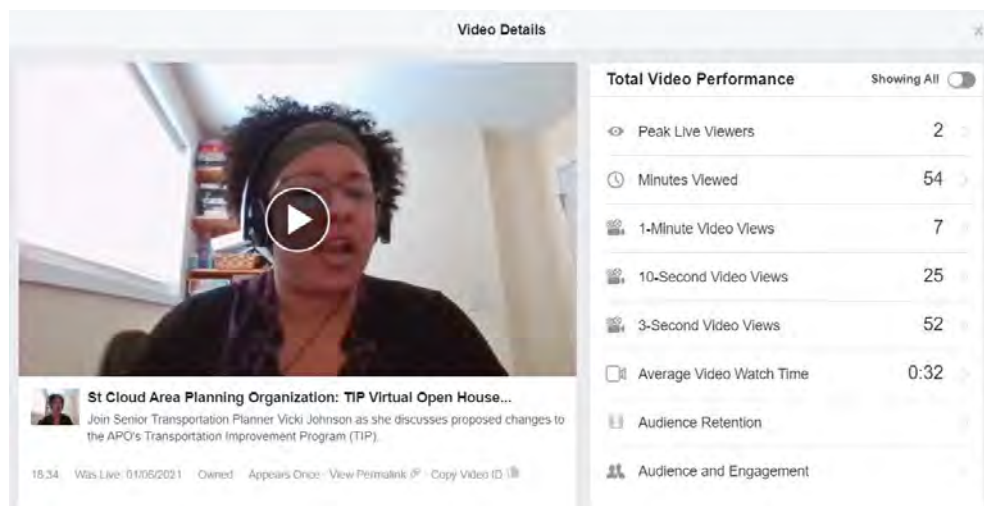 Video Details
Total Video Performance
Showing All
Peak Live Viewers 2
Minutes Viewed 54
1-Minute Video Views 7
10-Second Video Views 25
3-Second Video Views 52
Average Video Watch Time 0:32
Audience Retention
Audience and Engagement
St Cloud Area Planning Organization: TIP Virtual Open House...
Join Senior Transportation Planner Vicki Johnson as she discusses proposed changes to
the APO's Transportation Improvement Program (TIP).
18:34 Was Live: 01/06/2021 Owned Appears Once · View Permalink · Copy Video ID